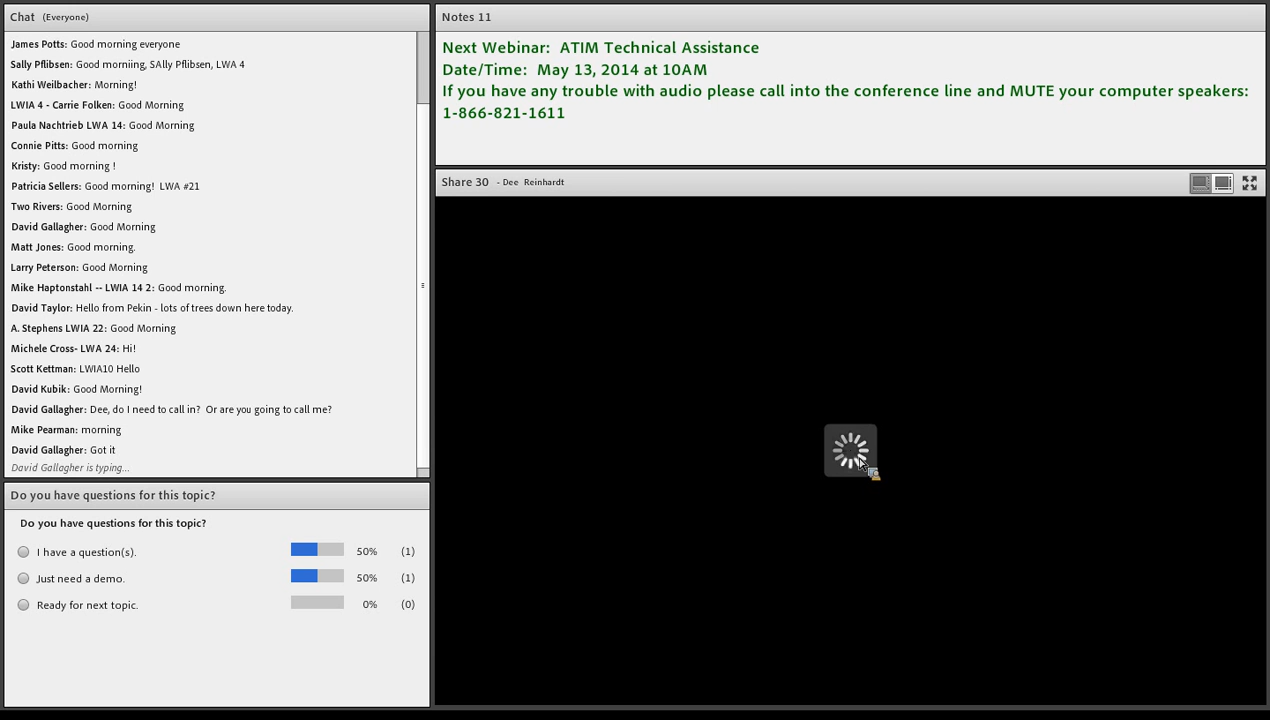 Chat (Everyone)
James Potts: Good morning everyone
Sally Pflibsen: Good morniing, SAlly Pflibsen, LWA 4
Kathi Weilbacher: Morning!
LWIA 4 - Carrie Folken: Good Morning
Paula Nachtrieb LWA 14: Good Morning
Connie Pitts: Good morning
Kristy: Good morning !
Patricia Sellers: Good morning! LWA #21
Two Rivers: Good Morning
David Gallagher: Good Morning
Matt Jones: Good morning.
Larry Peterson: Good Morning
Mike Haptonstahl -- LWIA 14 2: Good morning.
David Taylor: Hello from Pekin - lots of trees down here today.
A. Stephens LWIA 22: Good Morning
Michele Cross- LWA 24: Hi!
Scott Kettman: LWIA10 Hello
David Kubik: Good Morning!
David Gallagher: Dee, do I need to call in? Or are you going to call me?
Mike Pearman: morning
David Gallagher: Got it
David Gallagher is typing...
Do you have questions for this topic?
Do you have questions for this topic?
I have a question(s). 50% (1)
Just need a demo. 50% (1)
Ready for next topic. 0% (0)
Notes 11
Next Webinar: ATIM Technical Assistance
Date/Time: May 13, 2014 at 10AM
If you have any trouble with audio please call into the conference line and MUTE your computer speakers:
1-866-821-1611
Share 30 - Dee Reinhardt